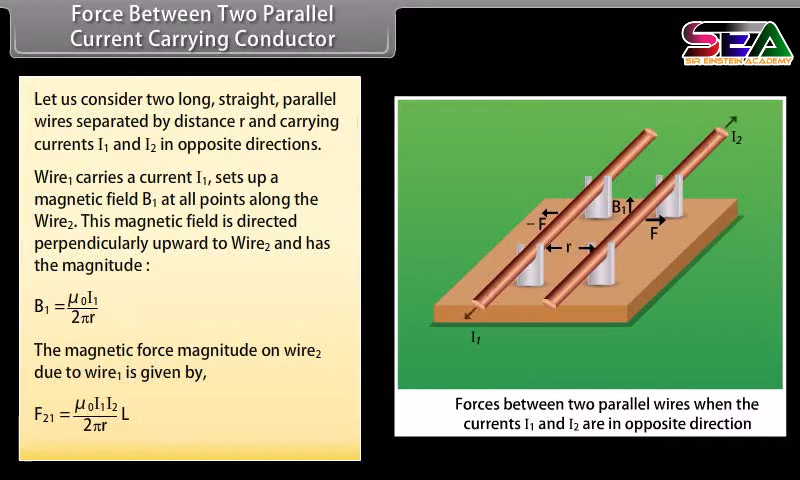 Force Between Two Parallel
Current Carrying Conductor
SEA
SIR EINSTEIN ACADEMY
Let us consider two long, straight, parallel
wires separated by distance r and carrying
currents I₁ and I₂ in opposite directions.
Wire₁ carries a current I₁, sets up a
magnetic field B₁ at all points along the
Wire₂. This magnetic field is directed
perpendicularly upward to Wire₂ and has
the magnitude :
B₁ = μ₀I₁ / 2πr
The magnetic force magnitude on wire₂
due to wire₁ is given by,
F₂₁ = μ₀I₁I₂ / 2πr L
I₂
B₁
– F
F
r
I₁
Forces between two parallel wires when the
currents I₁ and I₂ are in opposite direction